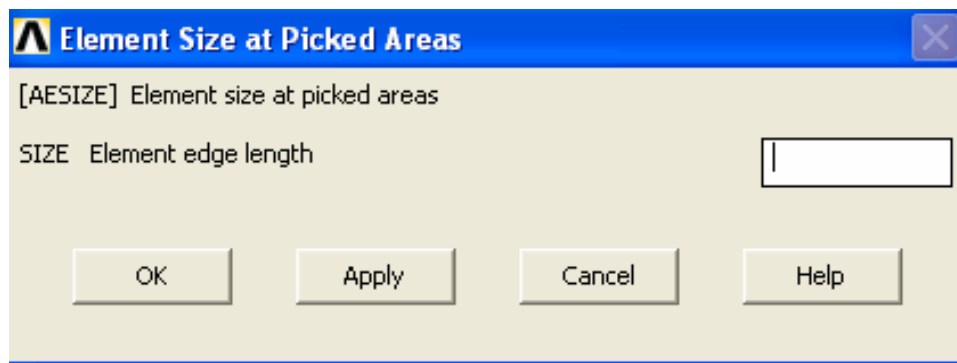 Element Size at Picked Areas
[AESIZE] Element size at picked areas
SIZE Element edge length
OK Apply Cancel Help